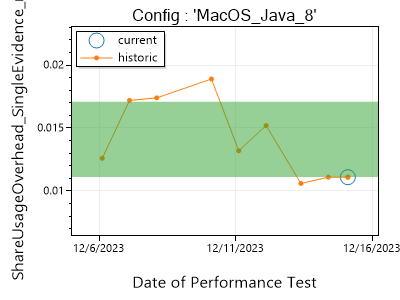 Config : 'MacOS_Java_8'
current
historic
ShareUsageOverhead_SingleEvidence_
0.02
0.015
0.01
12/6/2023
12/11/2023
12/16/2023
Date of Performance Test